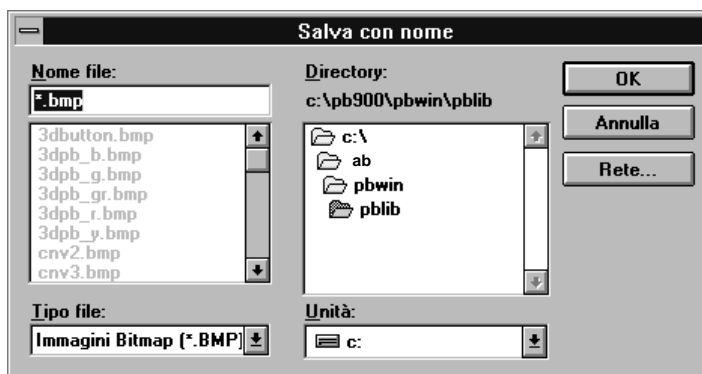 Salva con nome
Nome file:
*.bmp
3dbutton.bmp
3dpb_b.bmp
3dpb_g.bmp
3dpb_gr.bmp
3dpb_r.bmp
3dpb_y.bmp
cnv2.bmp
cnv3.bmp
Tipo file:
Immagini Bitmap (*.BMP)
Directory:
c:\pb900\pbwin\pblib
c:\
ab
pbwin
pblib
Unità:
c:
OK
Annulla
Rete...